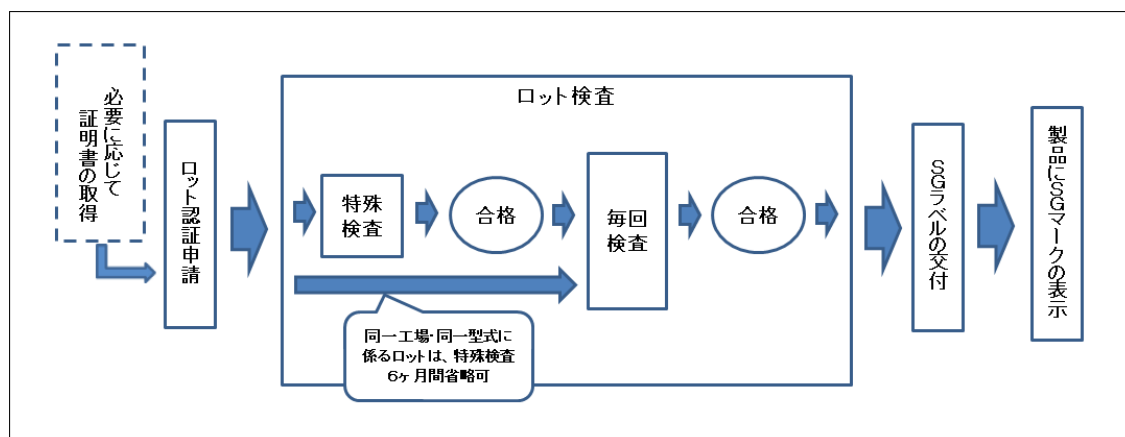 必要に応じて
証明書の取得
ロット認証申請
ロット検査
特殊
検査
合格
毎回
検査
合格
同一工場・同一型式に
係るロットは、特殊検査
６ヶ月間省略可
ＳＧラベルの交付
製品にＳＧマークの表示